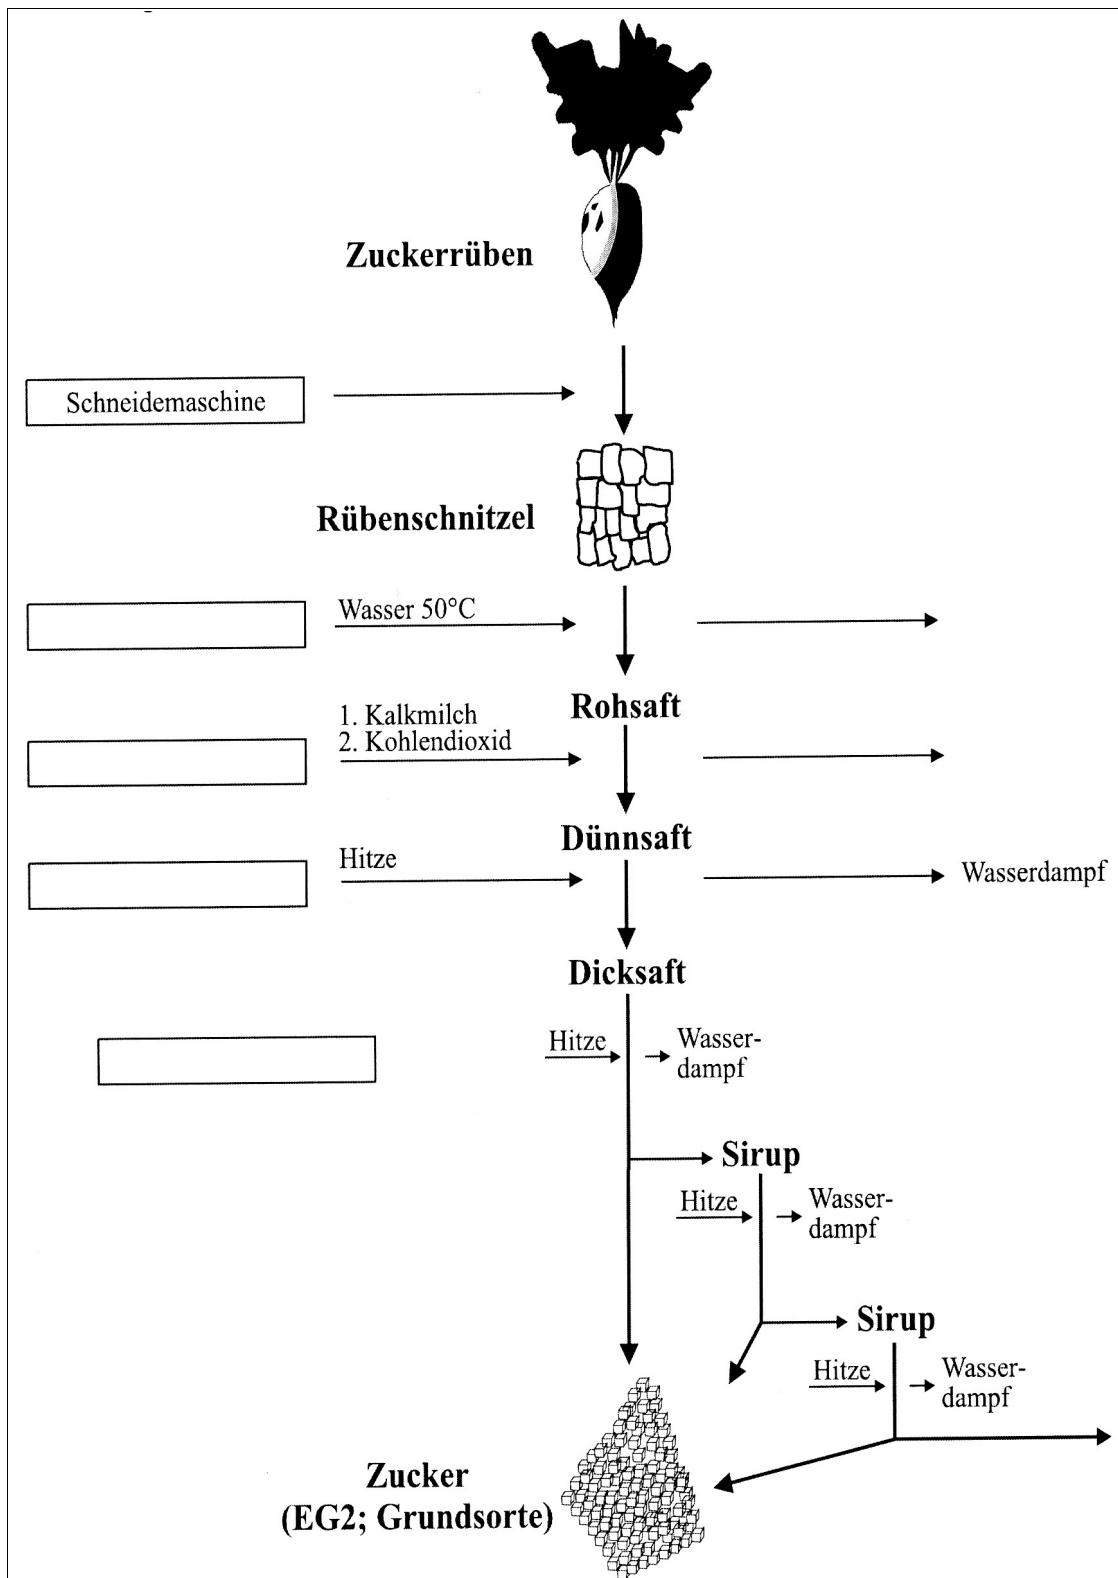 Zuckerrüben
Schneidemaschine
Rübenschnitzel
Wasser 50°C
Rohsaft
1. Kalkmilch
2. Kohlendioxid
Dünnsaft
Hitze
Wasserdampf
Dicksaft
Hitze
Wasser-
dampf
Sirup
Hitze
Wasser-
dampf
Sirup
Hitze
Wasser-
dampf
Zucker
(EG2; Grundsorte)